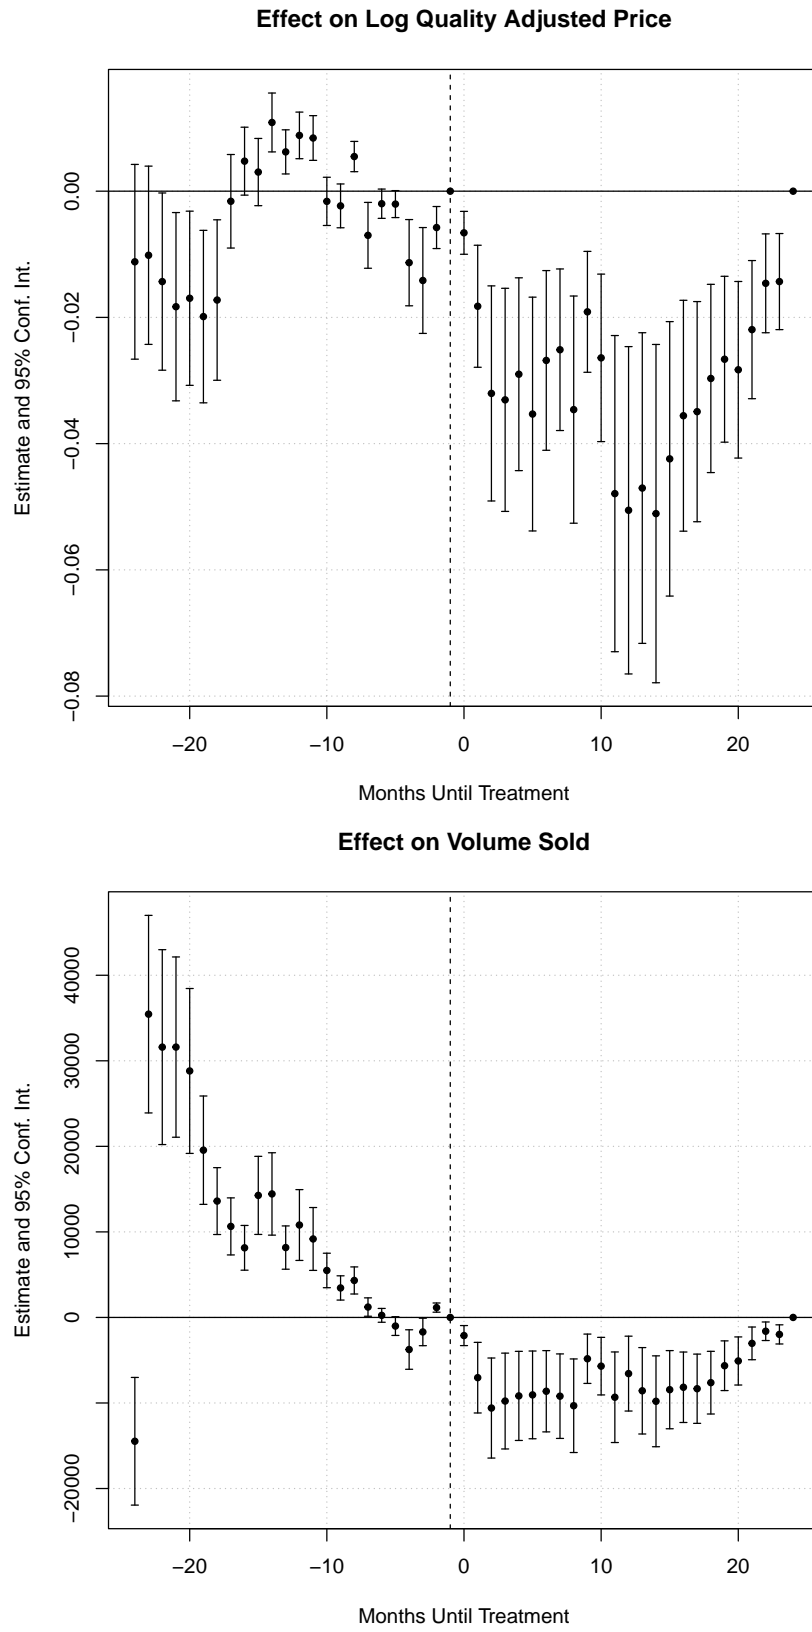 Effect on Log Quality Adjusted Price
Estimate and 95% Conf. Int.
0.00
−0.02
−0.04
−0.06
−0.08
−20 −10 0 10 20
Months Until Treatment
Effect on Volume Sold
Estimate and 95% Conf. Int.
40000
30000
20000
10000
0
−20000
−20 −10 0 10 20
Months Until Treatment